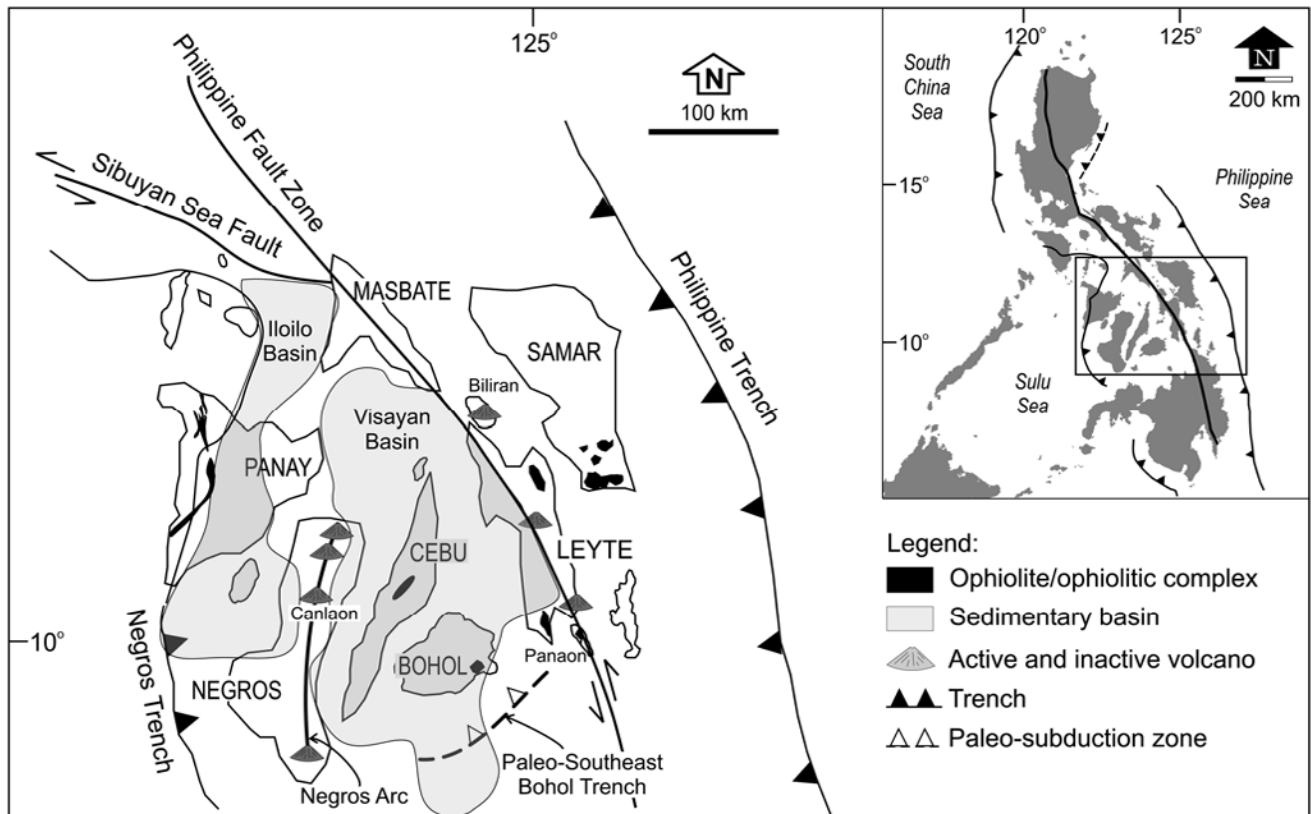 125°
N
100 km
Philippine Fault Zone
Sibuyan Sea Fault
Philippine Trench
MASBATE
Iloilo
Basin
SAMAR
Biliran
Visayan
Basin
PANAY
CEBU
LEYTE
Canlaon
10°
Negros Trench
NEGROS
BOHOL
Panaon
Paleo-Southeast
Bohol Trench
Negros Arc
120°
125°
N
200 km
South
China
Sea
15°
Philippine
Sea
10°
Sulu
Sea
Legend:
Ophiolite/ophiolitic complex
Sedimentary basin
Active and inactive volcano
Trench
Paleo-subduction zone